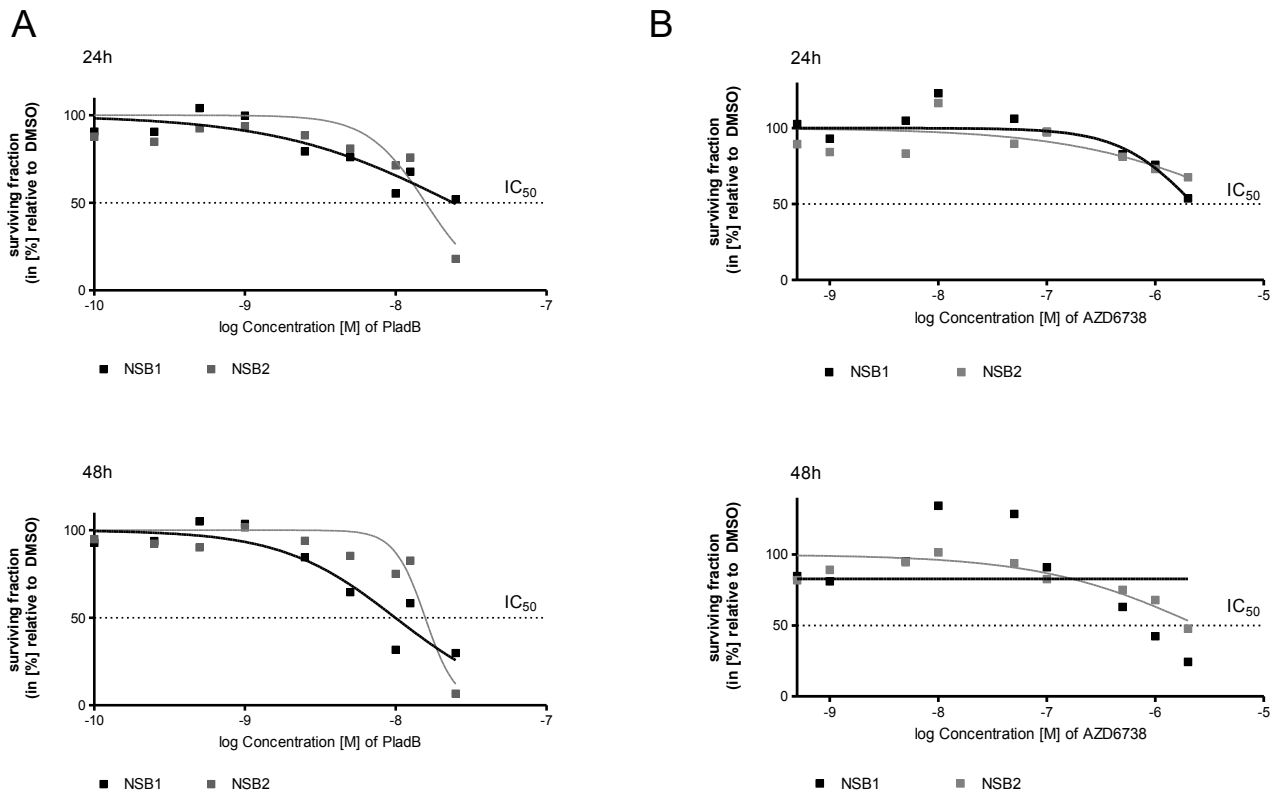 A
24h
surviving fraction
(in [%] relative to DMSO)
100
50
0
IC50
-10
-9
-8
-7
log Concentration [M] of PladB
NSB1
NSB2
48h
surviving fraction
(in [%] relative to DMSO)
100
50
0
IC50
-10
-9
-8
-7
log Concentration [M] of PladB
NSB1
NSB2
B
24h
surviving fraction
(in [%] relative to DMSO)
100
50
0
IC50
-9
-8
-7
-6
-5
log Concentration [M] of AZD6738
NSB1
NSB2
48h
surviving fraction
(in [%] relative to DMSO)
100
50
0
IC50
-9
-8
-7
-6
-5
log Concentration [M] of AZD6738
NSB1
NSB2